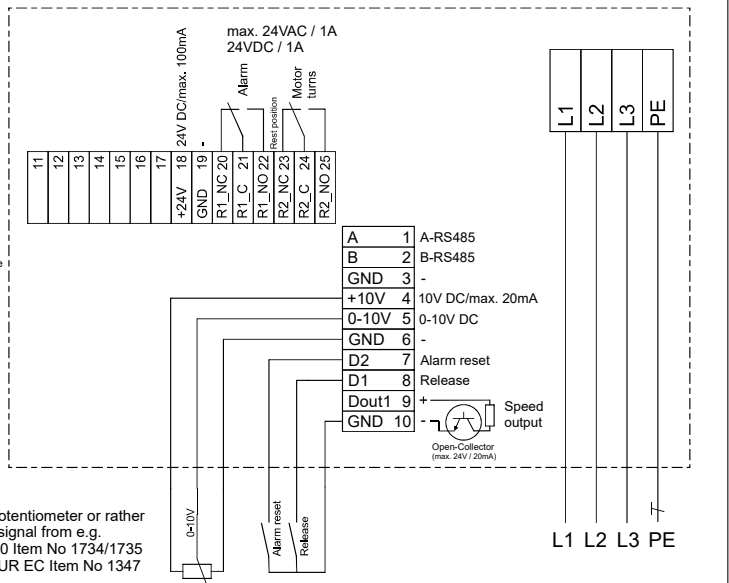 max. 24VAC / 1A
24VDC / 1A
24V DC/max. 100mA
-
Alarm
Rest position
Motor
turns
11
12
13
14
15
16
17
+24V 18
GND 19
R1_NC 20
R1_C 21
R1_NO 22
R2_NC 23
R2_C 24
R2_NO 25
L1
L2
L3
PE
A 1 A-RS485
B 2 B-RS485
GND 3 -
+10V 4 10V DC/max. 20mA
0-10V 5 0-10V DC
GND 6 -
D2 7 Alarm reset
D1 8 Release
Dout1 9 +
GND 10 -
Speed
output
Open-Collector
(max. 24V / 20mA)
e
0-10V
Alarm reset
Release
otentiometer or rather
signal from e.g.
0 Item No 1734/1735
UR EC Item No 1347
L1 L2 L3 PE